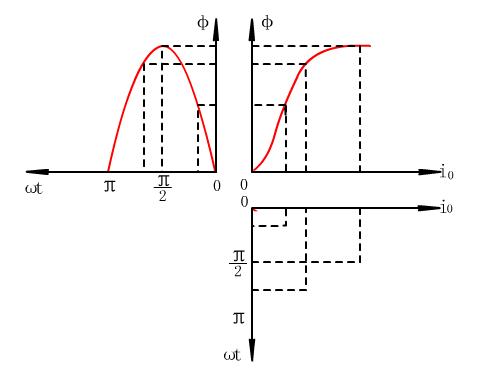 ϕ ϕ
ωt π π/2 0 0 i₀
0 i₀
π/2
π
ωt